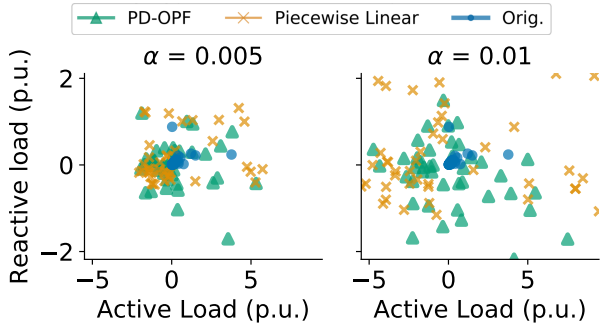 PD-OPF Piecewise Linear Orig.
α = 0.005 α = 0.01
Reactive load (p.u.)
2
0
−2
−5 0 5 −5 0 5
Active Load (p.u.) Active Load (p.u.)